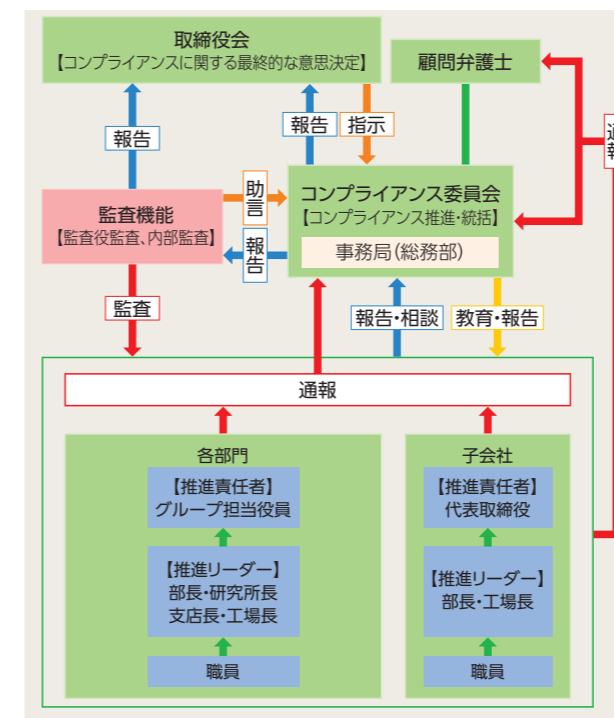 取締役会
【コンプライアンスに関する最終的な意思決定】
顧問弁護士
報告
報告
指示
通報
監査機能
【監査役監査、内部監査】
助言
報告
コンプライアンス委員会
【コンプライアンス推進・統括】
事務局(総務部)
監査
報告・相談
教育・報告
通報
各部門
【推進責任者】
グループ担当役員
【推進リーダー】
部長・研究所長
支店長・工場長
職員
子会社
【推進責任者】
代表取締役
【推進リーダー】
部長・工場長
職員